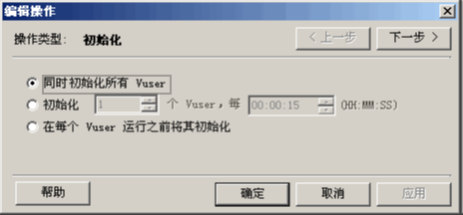 编辑操作
操作类型: 初始化 < 上一步 下一步 >
同时初始化所有 Vuser
初始化 1 个 Vuser，每 00:00:15 (HH:MM:SS)
在每个 Vuser 运行之前将其初始化
帮助 确定 取消 应用